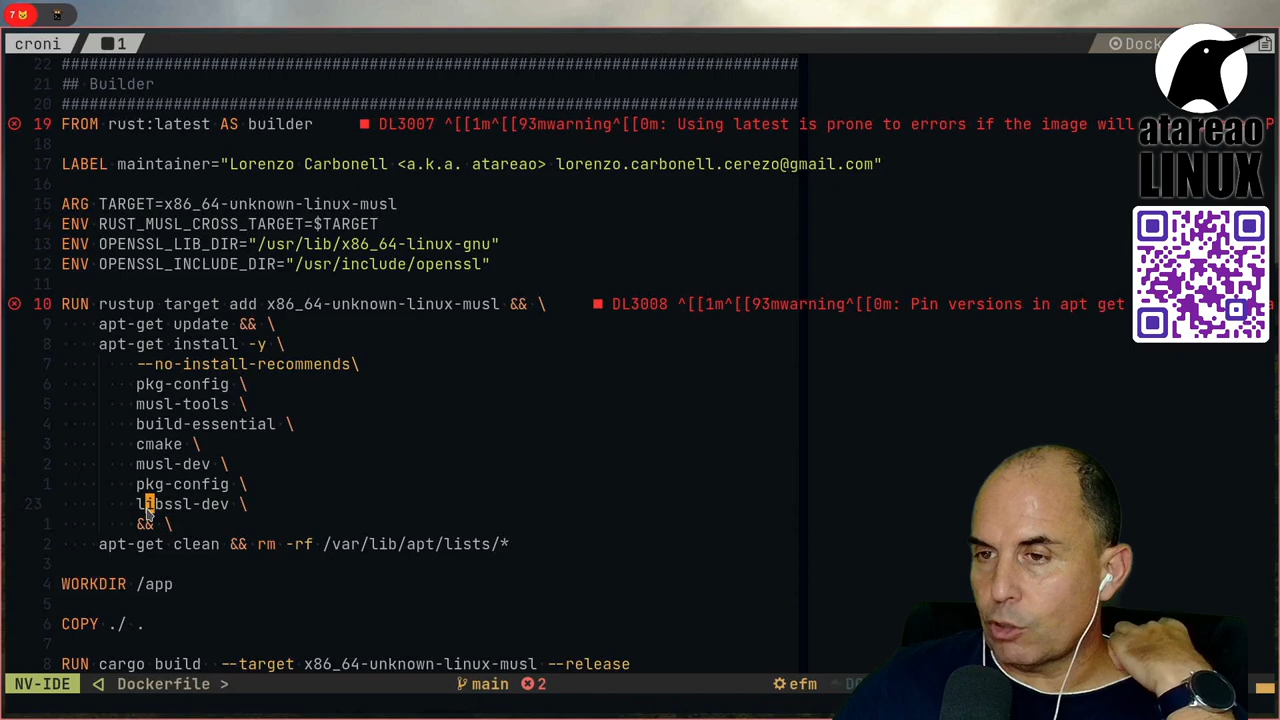 7
croni
1
Dock
22 ###############################################################################
21 ## Builder
20 ###############################################################################
19 FROM rust:latest AS builder ■ DL3007 ^[[1m^[[93mwarning^[[0m: Using latest is prone to errors if the image will
18
17 LABEL maintainer="Lorenzo Carbonell <a.k.a. atareao> lorenzo.carbonell.cerezo@gmail.com"
16
15 ARG TARGET=x86_64-unknown-linux-musl
14 ENV RUST_MUSL_CROSS_TARGET=$TARGET
13 ENV OPENSSL_LIB_DIR="/usr/lib/x86_64-linux-gnu"
12 ENV OPENSSL_INCLUDE_DIR="/usr/include/openssl"
11
10 RUN rustup target add x86_64-unknown-linux-musl && \ ■ DL3008 ^[[1m^[[93mwarning^[[0m: Pin versions in apt get
9 apt-get update && \
8 apt-get install -y \
7 --no-install-recommends\
6 pkg-config \
5 musl-tools \
4 build-essential \
3 cmake \
2 musl-dev \
1 pkg-config \
23 libssl-dev \
1 && \
2 apt-get clean && rm -rf /var/lib/apt/lists/*
3
4 WORKDIR /app
5
6 COPY ./ .
7
8 RUN cargo build --target x86_64-unknown-linux-musl --release
NV-IDE Dockerfile > main 2 efm
atareao
LINUX